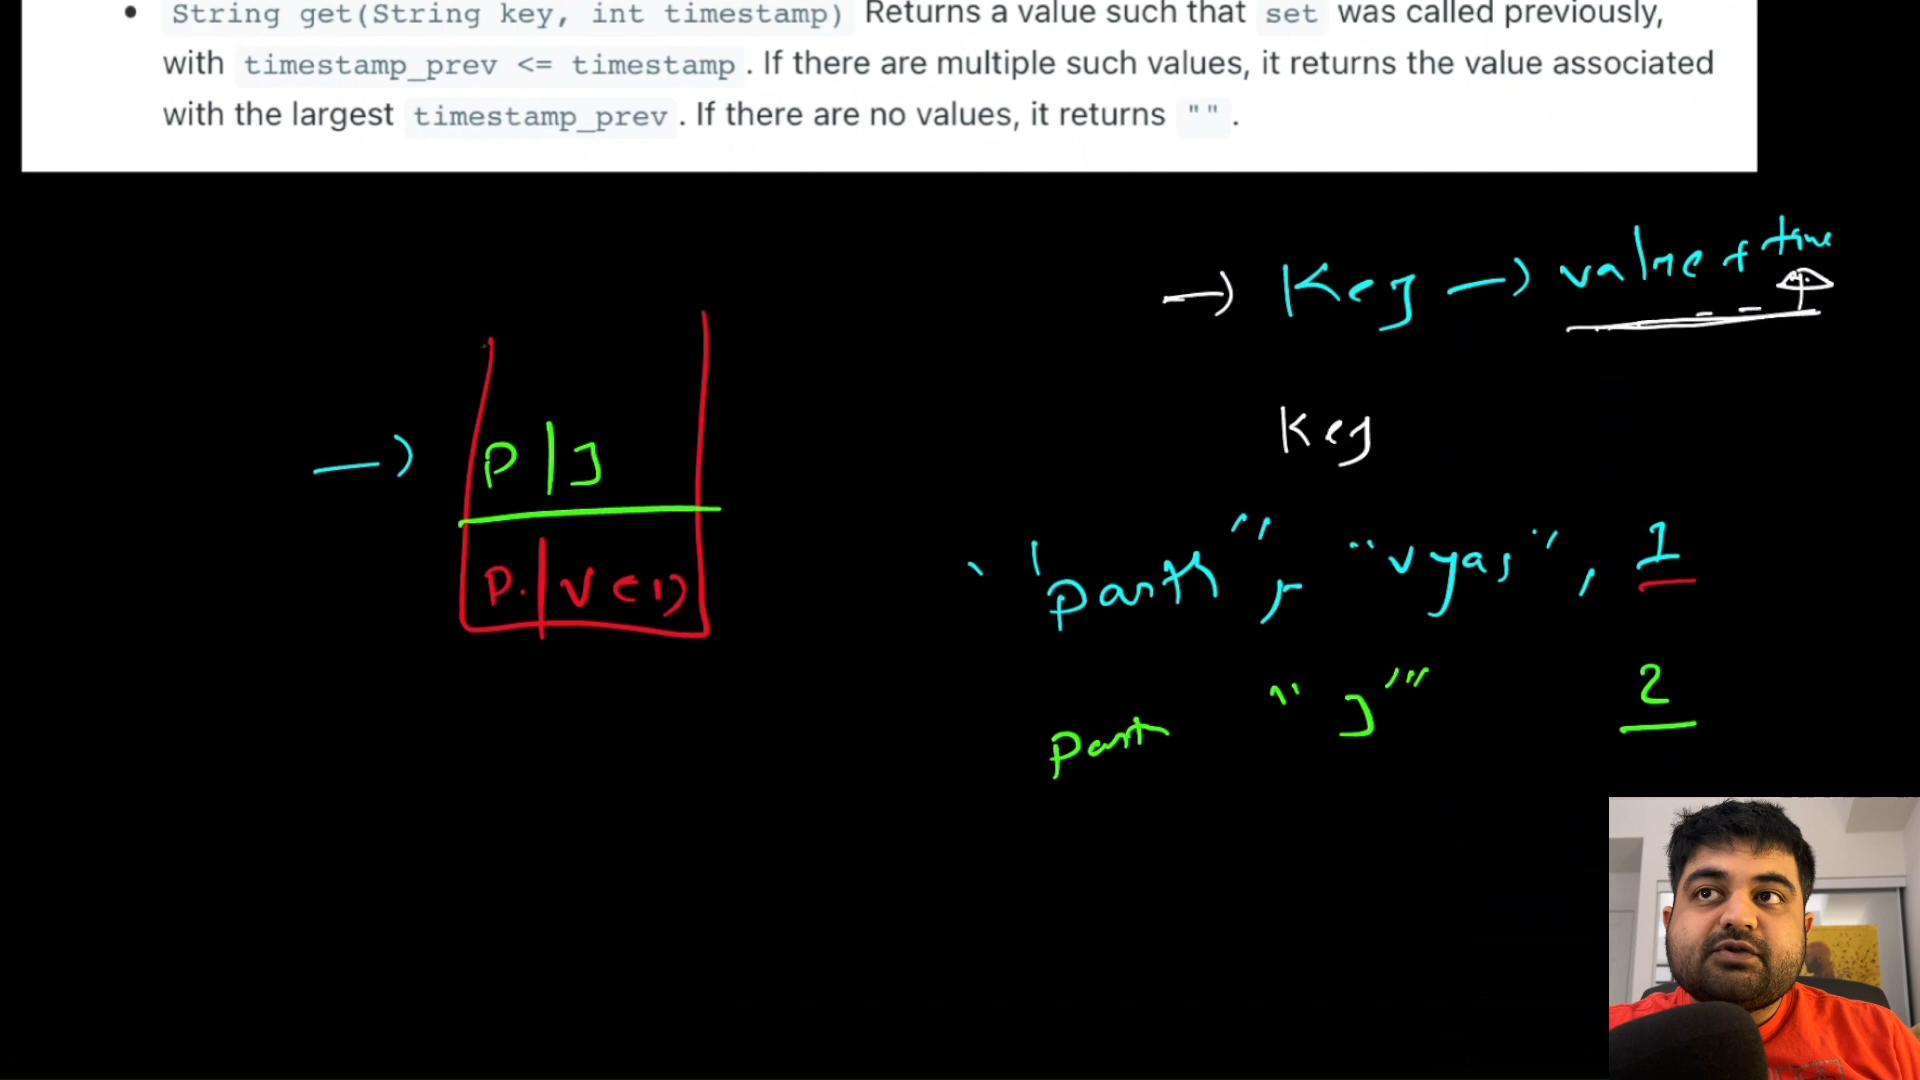 String get(String key, int timestamp) Returns a value such that set was called previously,
with timestamp_prev <= timestamp. If there are multiple such values, it returns the value associated
with the largest timestamp_prev. If there are no values, it returns "".
→ Key → value + time
Key
P | J
P. | V (1)
"parth", "vyas", 1
Parth "J" 2